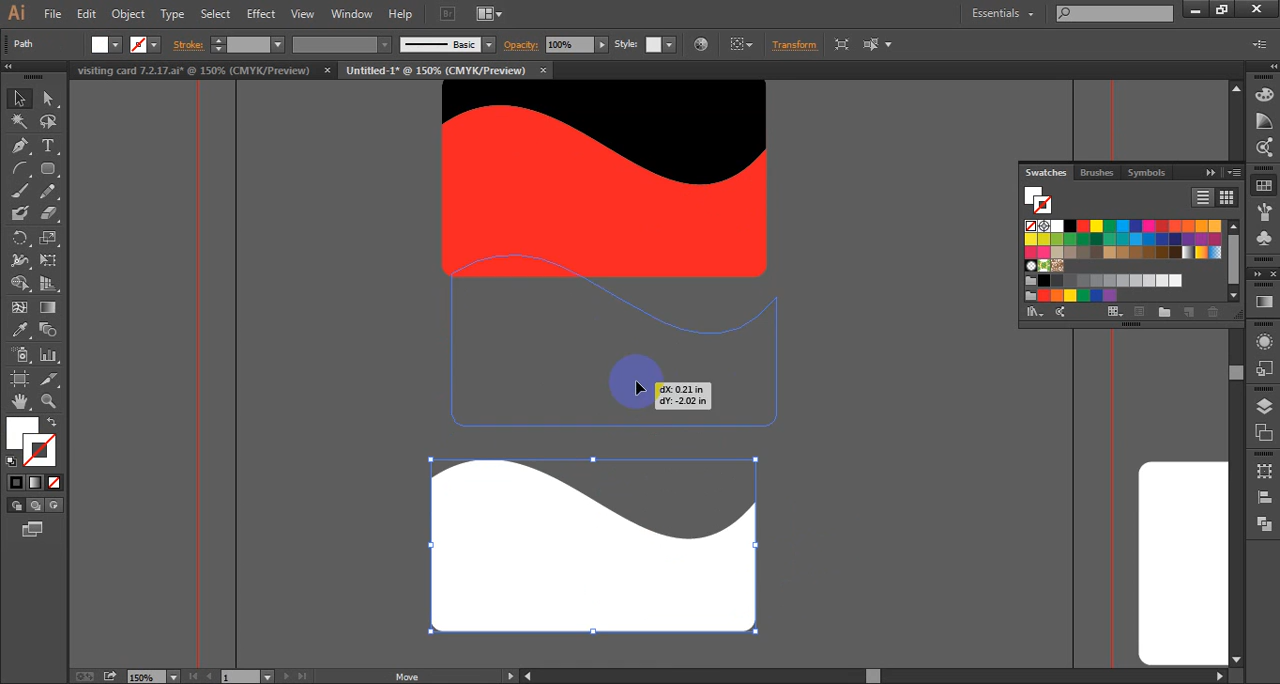 Ai File Edit Object Type Select Effect View Window Help Br Essentials
Path Stroke: Basic Opacity: 100% Style: Transform
visiting card 7.2.17.ai* @ 150% (CMYK/Preview) × Untitled-1* @ 150% (CMYK/Preview) ×
Swatches Brushes Symbols
dX: 0.21 in
dY: -2.02 in
150% 1 Move